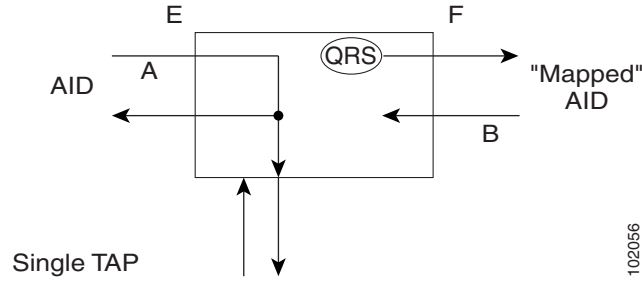 E
F
A
QRS
AID
"Mapped"
AID
B
Single TAP
102056